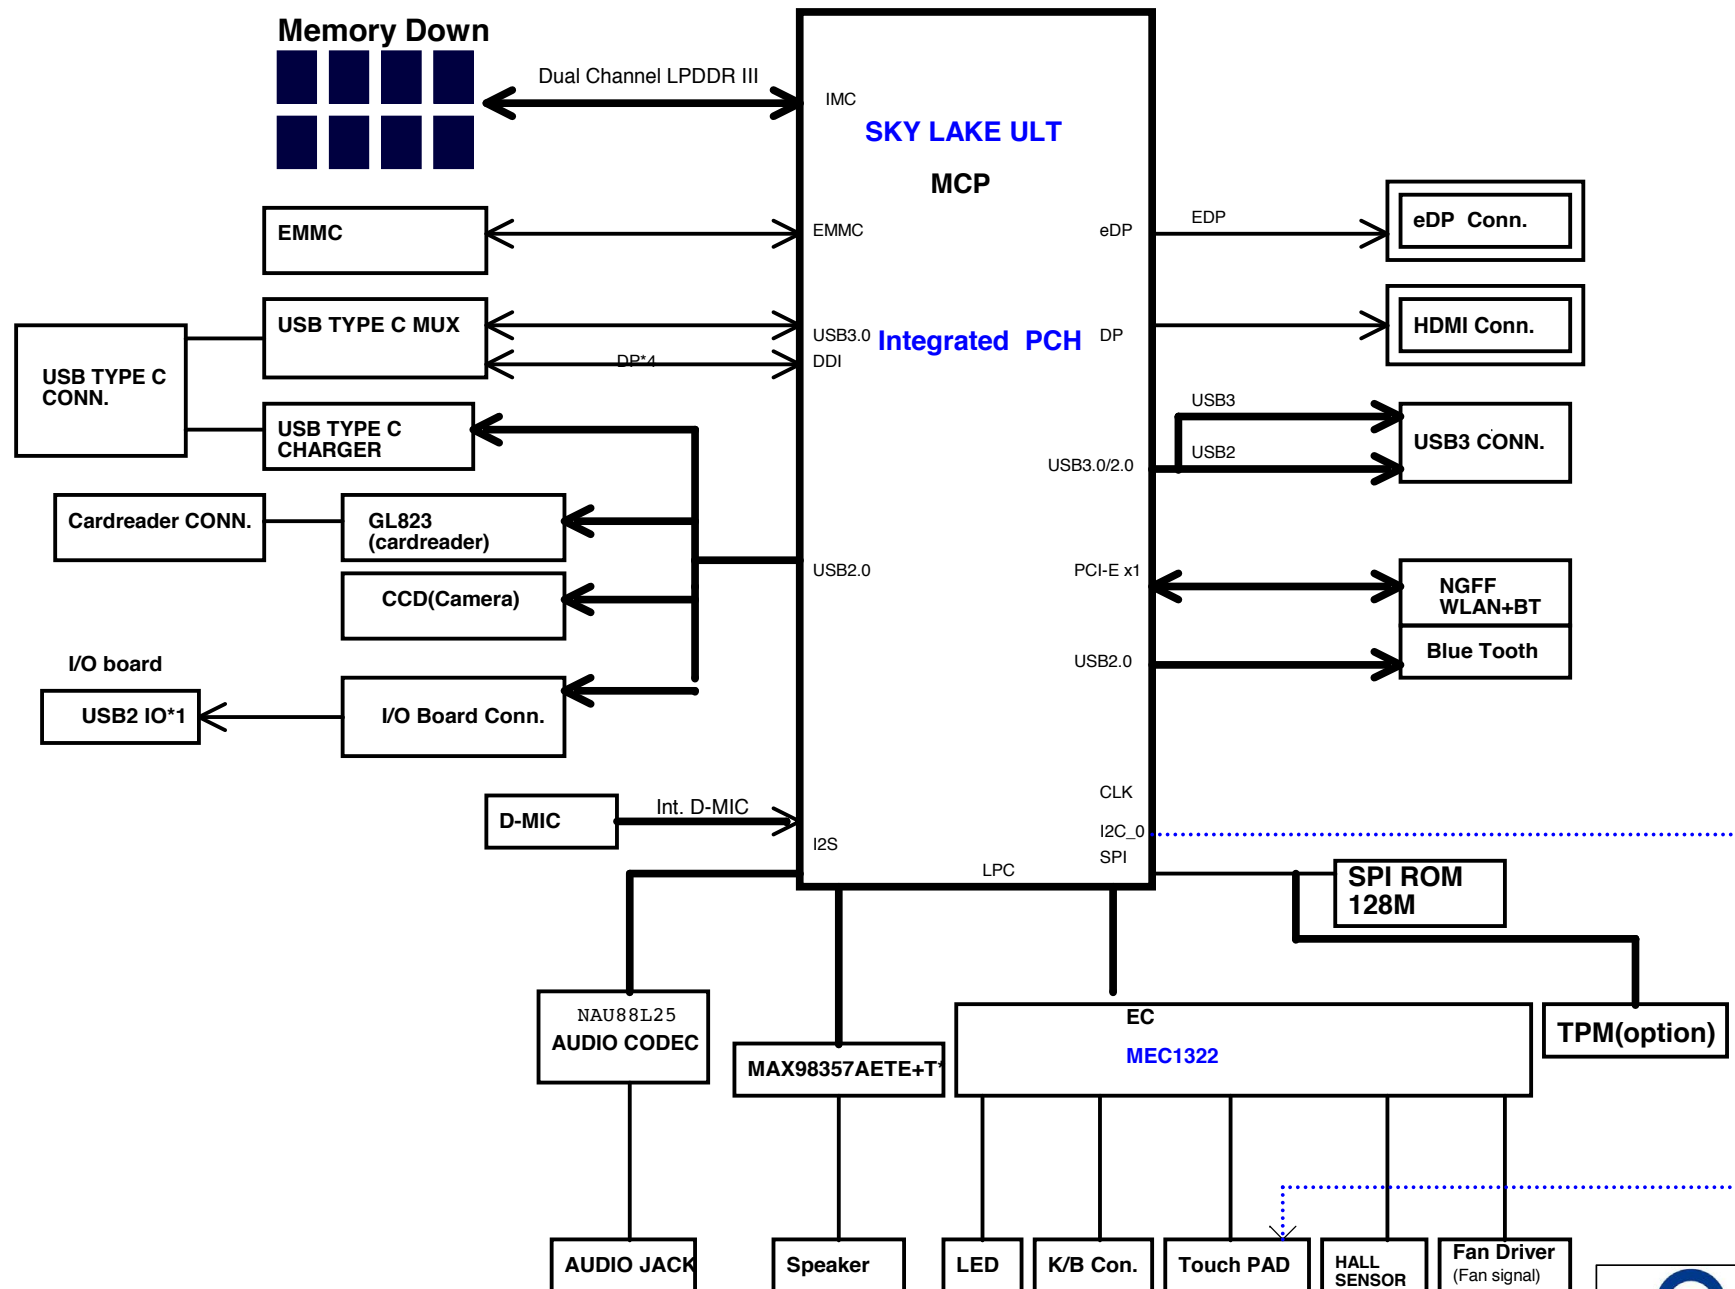 Memory Down
Dual Channel LPDDR III
IMC
SKY LAKE ULT
MCP
EMMC
EMMC
eDP
EDP
eDP Conn.
USB TYPE C MUX
USB3.0
Integrated PCH
DP
HDMI Conn.
DP*4
DDI
USB TYPE C
CONN.
USB TYPE C
CHARGER
USB3
USB2
USB3 CONN.
USB3.0/2.0
Cardreader CONN.
GL823
(cardreader)
USB2.0
PCI-E x1
NGFF
WLAN+BT
CCD(Camera)
USB2.0
Blue Tooth
I/O board
USB2 IO*1
I/O Board Conn.
D-MIC
Int. D-MIC
I2S
CLK
I2C_0
SPI
LPC
SPI ROM
128M
NAU88L25
AUDIO CODEC
MAX98357AETE+T*
EC
MEC1322
TPM(option)
AUDIO JACK
Speaker
LED
K/B Con.
Touch PAD
HALL
SENSOR
Fan Driver
(Fan signal)